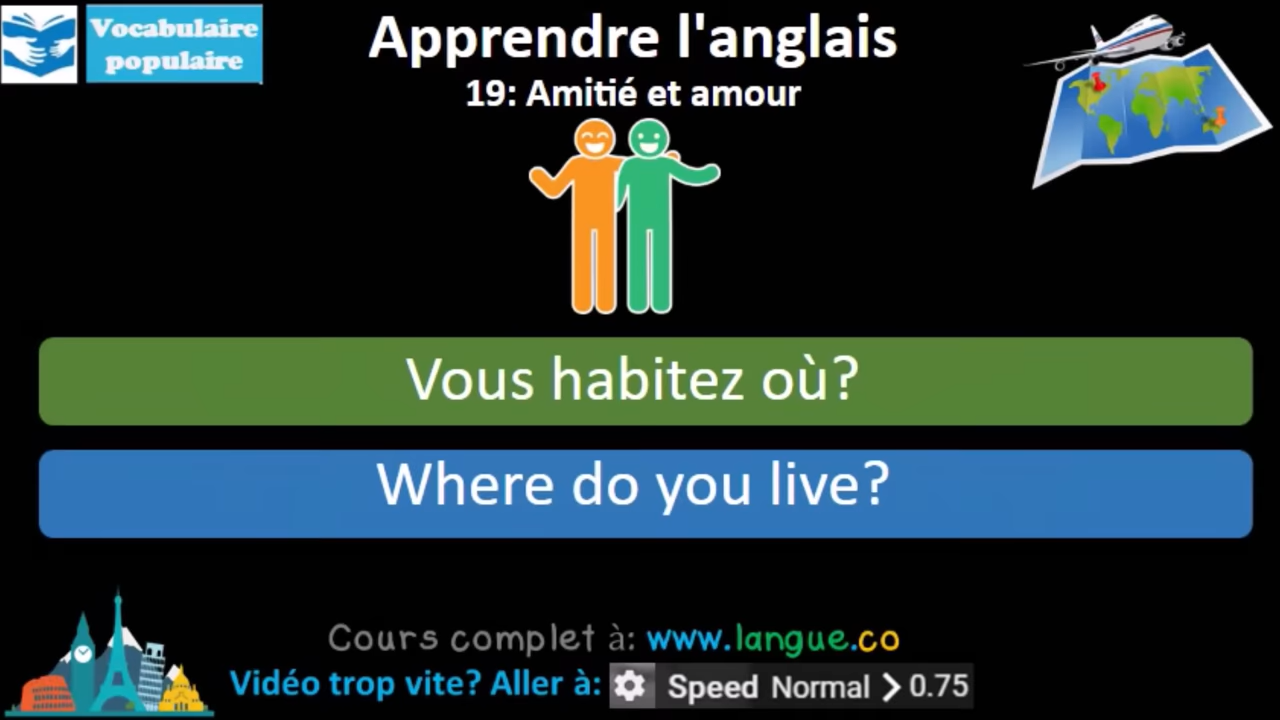 Vocabulaire
populaire
Apprendre l'anglais
19: Amitié et amour
Vous habitez où?
Where do you live?
Cours complet à: www.langue.co
Vidéo trop vite? Aller à: Speed Normal > 0.75